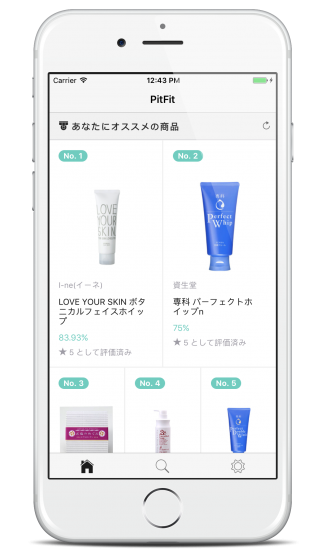 Carrier 12:43 PM
PitFit
あなたにオススメの商品
No. 1
No. 2
LOVE
YOUR
SKIN
専科
Perfect
Whip
I-ne(イーネ)
資生堂
LOVE YOUR SKIN ボタ
ニカルフェイスホイッ
プ
専科 パーフェクトホ
イップn
83.93%
75%
★ 5 として評価済み
★ 5 として評価済み
No. 3
No. 4
No. 5